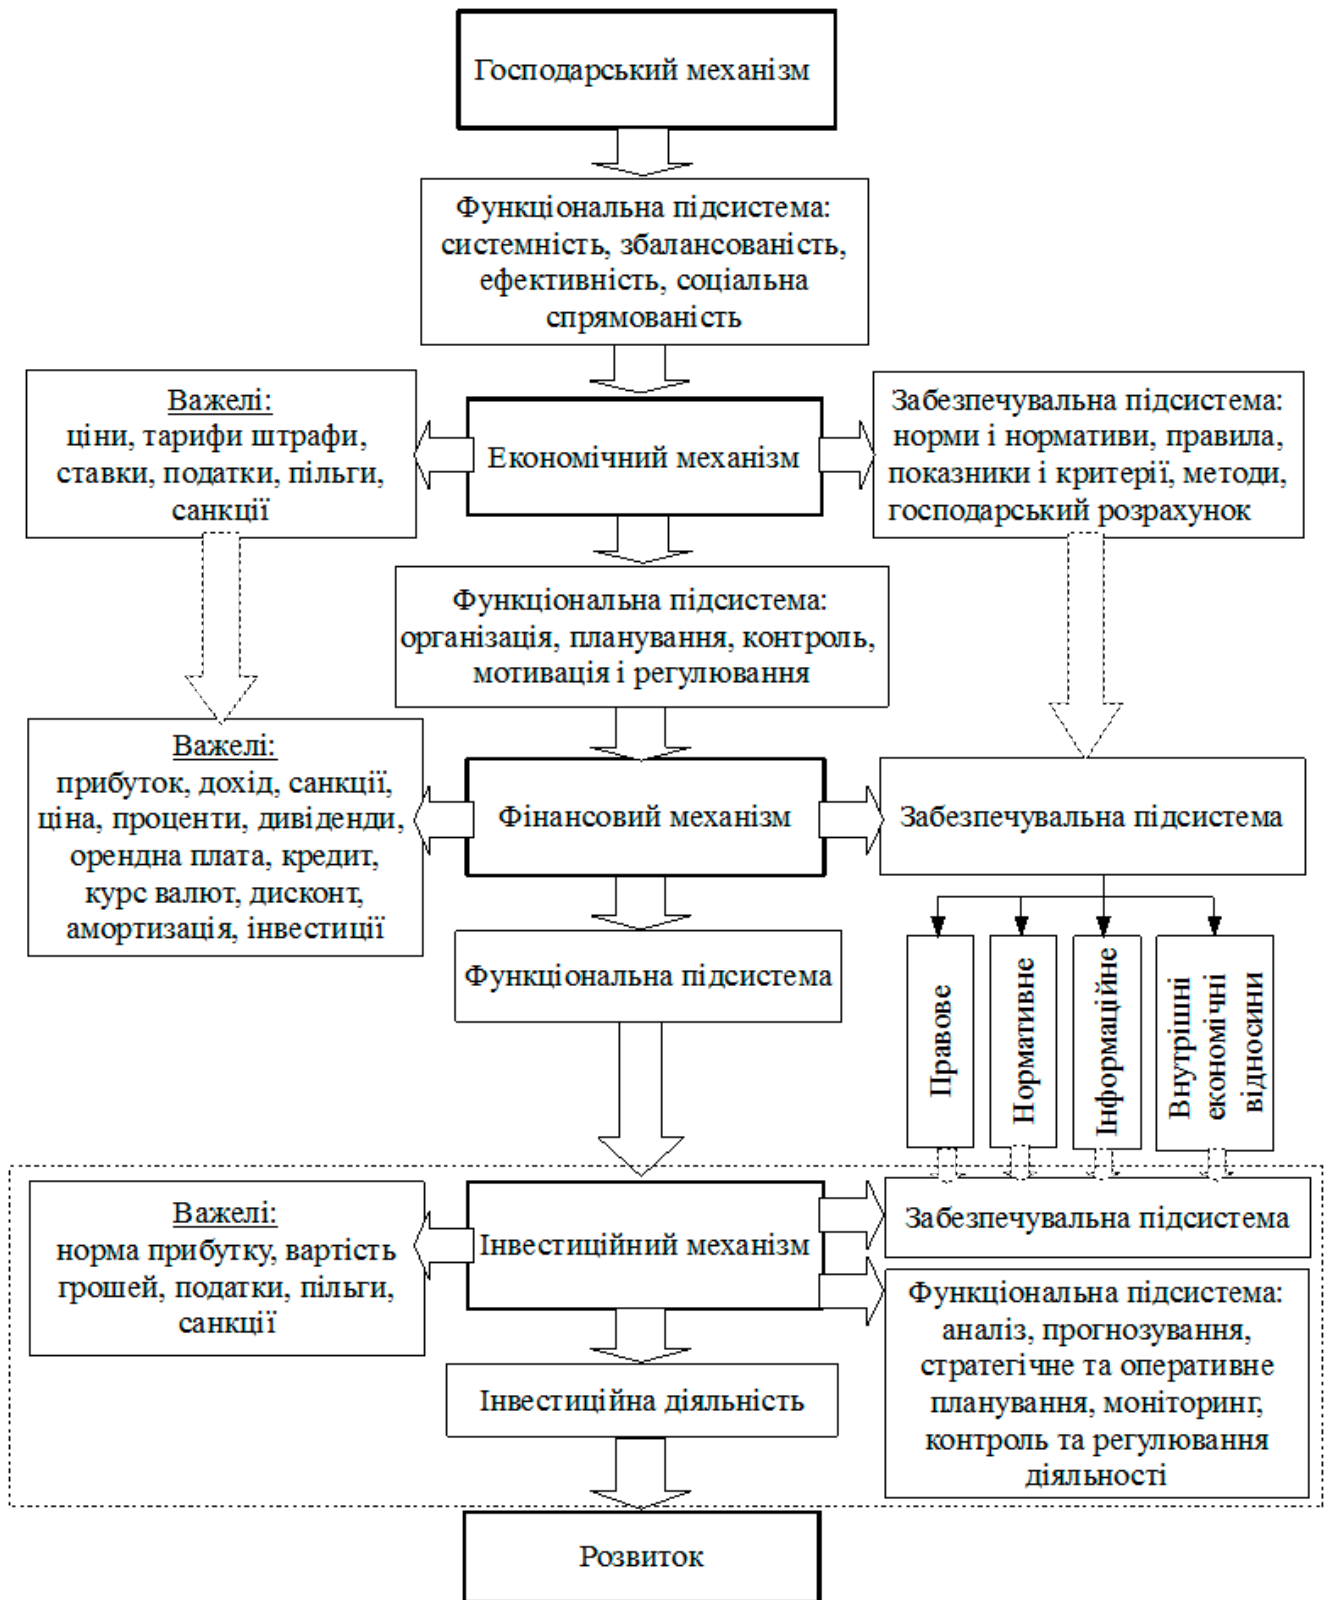 Господарський механізм
Функціональна підсистема:
системність, збалансованість,
ефективність, соціальна
спрямованість
Важелі:
ціни, тарифи штрафи,
ставки, податки, пільги,
санкції
Економічний механізм
Забезпечувальна підсистема:
норми і нормативи, правила,
показники і критерії, методи,
господарський розрахунок
Функціональна підсистема:
організація, планування, контроль,
мотивація і регулювання
Важелі:
прибуток, дохід, санкції,
ціна, проценти, дивіденди,
орендна плата, кредит,
курс валют, дисконт,
амортизація, інвестиції
Фінансовий механізм
Забезпечувальна підсистема
Функціональна підсистема
Правове
Нормативне
Інформаційне
Внутрішні
економічні
відносини
Важелі:
норма прибутку, вартість
грошей, податки, пільги,
санкції
Інвестиційний механізм
Забезпечувальна підсистема
Функціональна підсистема:
аналіз, прогнозування,
стратегічне та оперативне
планування, моніторинг,
контроль та регулювання
діяльності
Інвестиційна діяльність
Розвиток